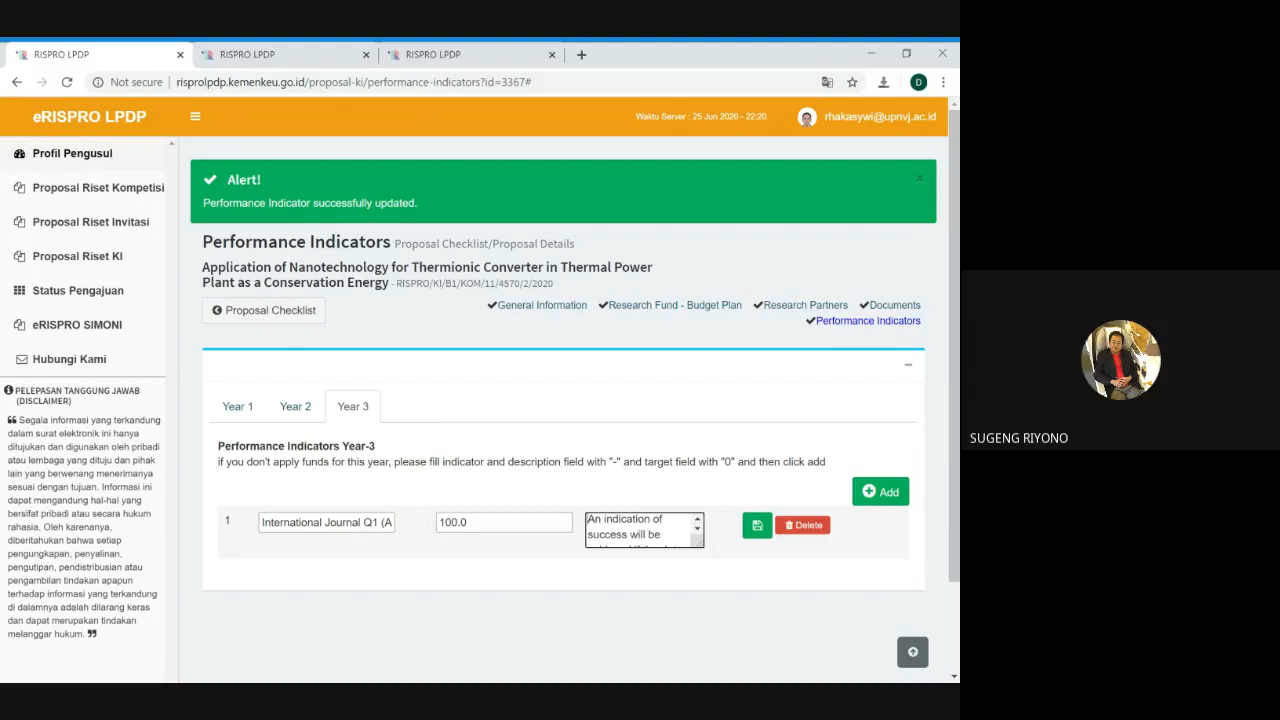 RISPRO LPDP
RISPRO LPDP
RISPRO LPDP
Not secure | risprolpdp.kemenkeu.go.id/proposal-ki/performance-indicators?id=3367#
D
eRISPRO LPDP
Waktu Server : 25 Jun 2020 - 22:20
rhakasywi@upnvj.ac.id
Profil Pengusul
Proposal Riset Kompetisi
Proposal Riset Invitasi
Proposal Riset KI
Status Pengajuan
eRISPRO SIMONI
Hubungi Kami
PELEPASAN TANGGUNG JAWAB
(DISCLAIMER)
Segala informasi yang terkandung
dalam surat elektronik ini hanya
ditujukan dan digunakan oleh pribadi
atau lembaga yang dituju dan pihak
lain yang berwenang menerimanya
sesuai dengan tujuan. Informasi ini
dapat mengandung hal-hal yang
bersifat pribadi atau secara hukum
rahasia. Oleh karenanya,
diberitahukan bahwa setiap
pengungkapan, penyalinan,
pengutipan, pendistribusian atau
pengambilan tindakan apapun
terhadap informasi yang terkandung
di dalamnya adalah dilarang keras
dan dapat merupakan tindakan
melanggar hukum.
Alert!
Performance Indicator successfully updated.
Performance Indicators Proposal Checklist/Proposal Details
Application of Nanotechnology for Thermionic Converter in Thermal Power
Plant as a Conservation Energy - RISPRO/KI/B1/KOM/11/4570/2/2020
Proposal Checklist
General Information Research Fund - Budget Plan Research Partners Documents
Performance Indicators
Year 1 Year 2 Year 3
Performance Indicators Year-3
if you don't apply funds for this year, please fill indicator and description field with "-" and target field with "0" and then click add
Add
1 International Journal Q1 (A 100.0 An indication of
success will be
Delete
SUGENG RIYONO